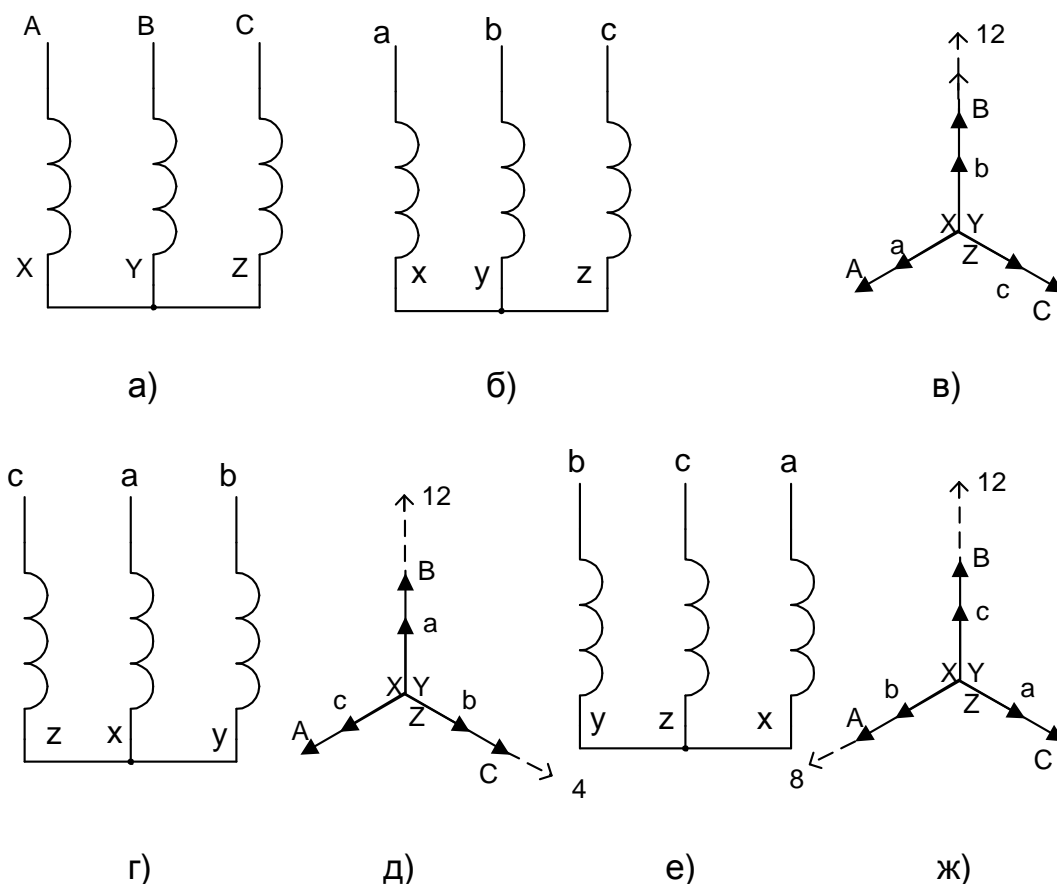 A B C
a b c
12
B
b
X Y Z
x y z
X Y
Z
a
A
c
C
а) б) в)
c a b
12
B
a
X Y
Z
c
b
A
C
4
z x y
b c a
12
B
c
X Y
Z
b
a
A
C
8
y z x
г) д) е) ж)